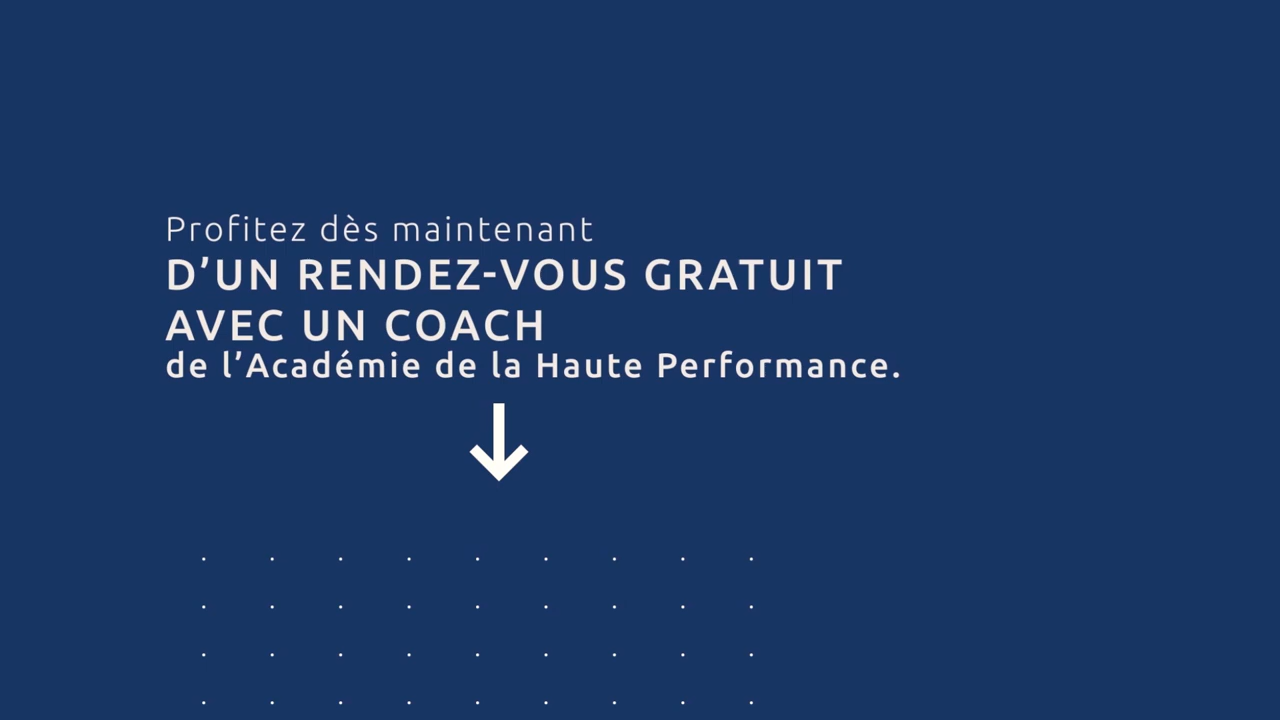 Profitez dès maintenant
D’UN RENDEZ-VOUS GRATUIT
AVEC UN COACH
de l’Académie de la Haute Performance.